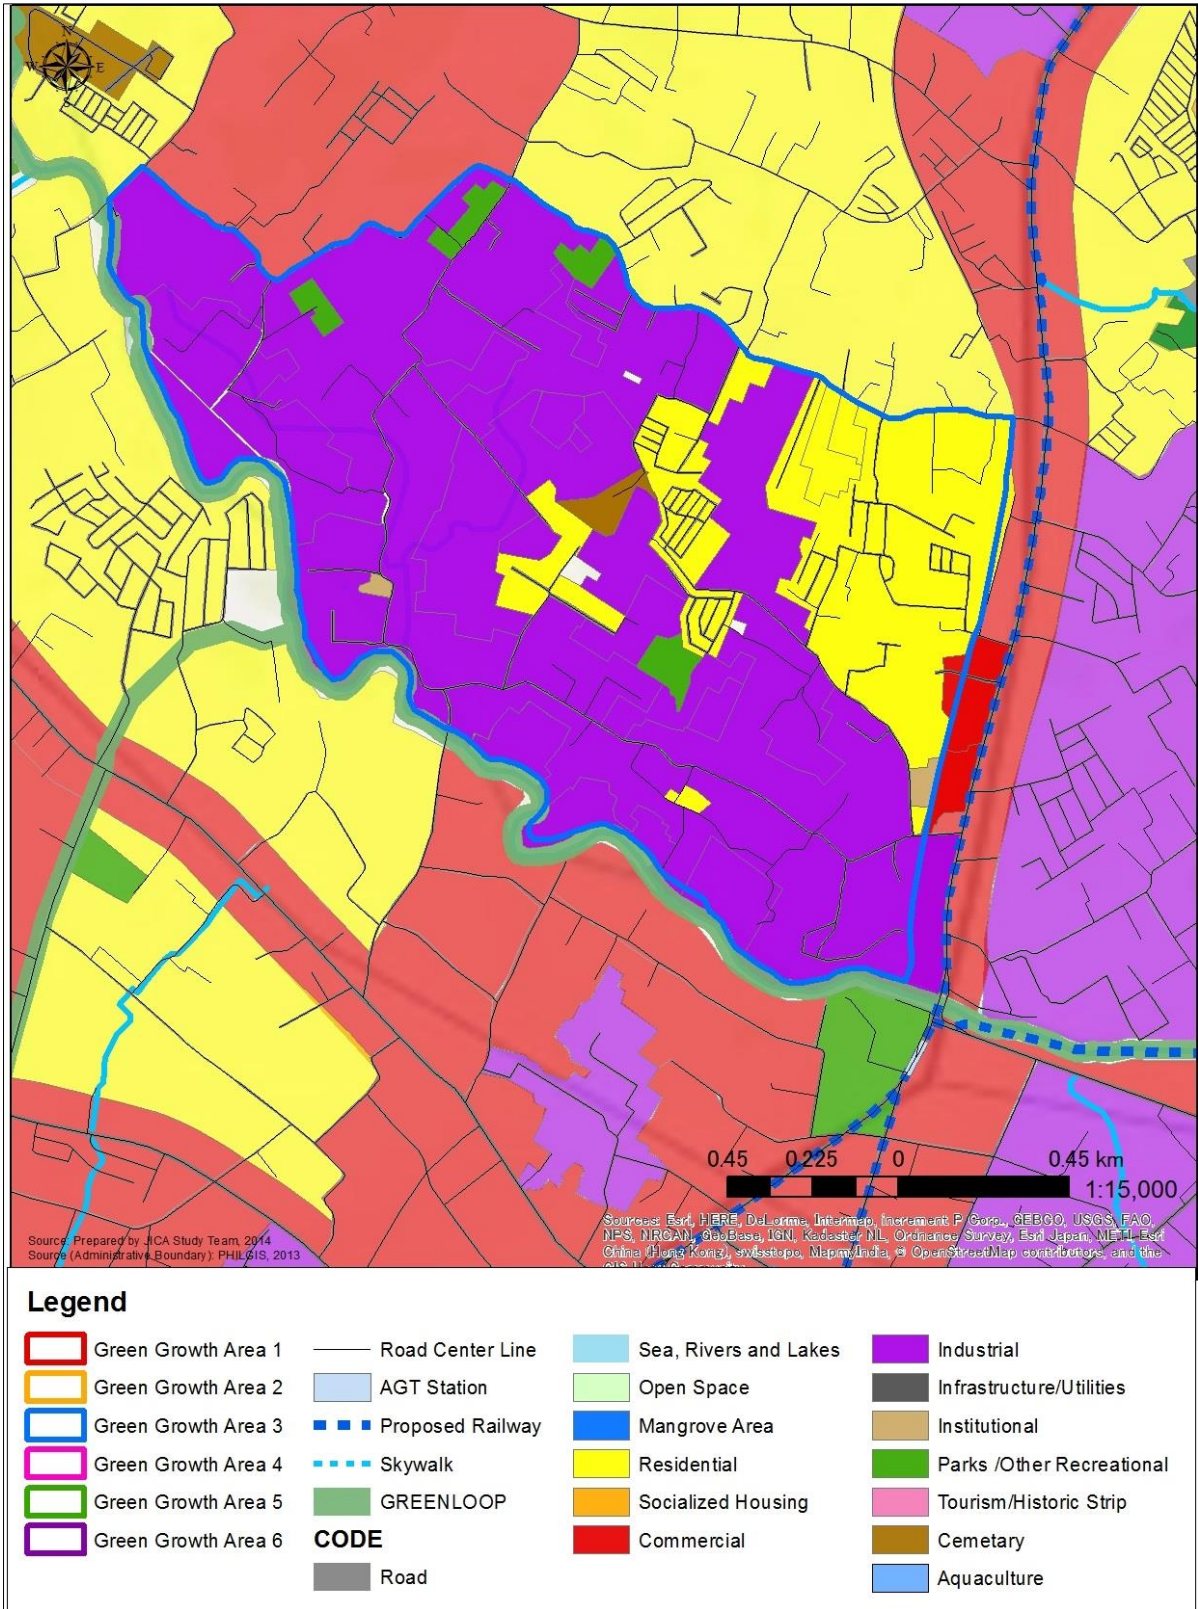 N
W E
S
0.45 0.225 0 0.45 km
1:15,000
Source: Prepared by JICA Study Team, 2014
Source (Administrative Boundary): PHILGIS, 2013
Sources: Esri, HERE, DeLorme, Intermap, increment P Corp., GEBCO, USGS, FAO,
NPS, NRCAN, GeoBase, IGN, Kadaster NL, Ordnance Survey, Esri Japan, METI, Esri
China (Hong Kong), swisstopo, MapmyIndia, © OpenStreetMap contributors, and the
Legend
Green Growth Area 1
Green Growth Area 2
Green Growth Area 3
Green Growth Area 4
Green Growth Area 5
Green Growth Area 6
Road Center Line
AGT Station
Proposed Railway
Skywalk
GREENLOOP
CODE
Road
Sea, Rivers and Lakes
Open Space
Mangrove Area
Residential
Socialized Housing
Commercial
Industrial
Infrastructure/Utilities
Institutional
Parks /Other Recreational
Tourism/Historic Strip
Cemetary
Aquaculture